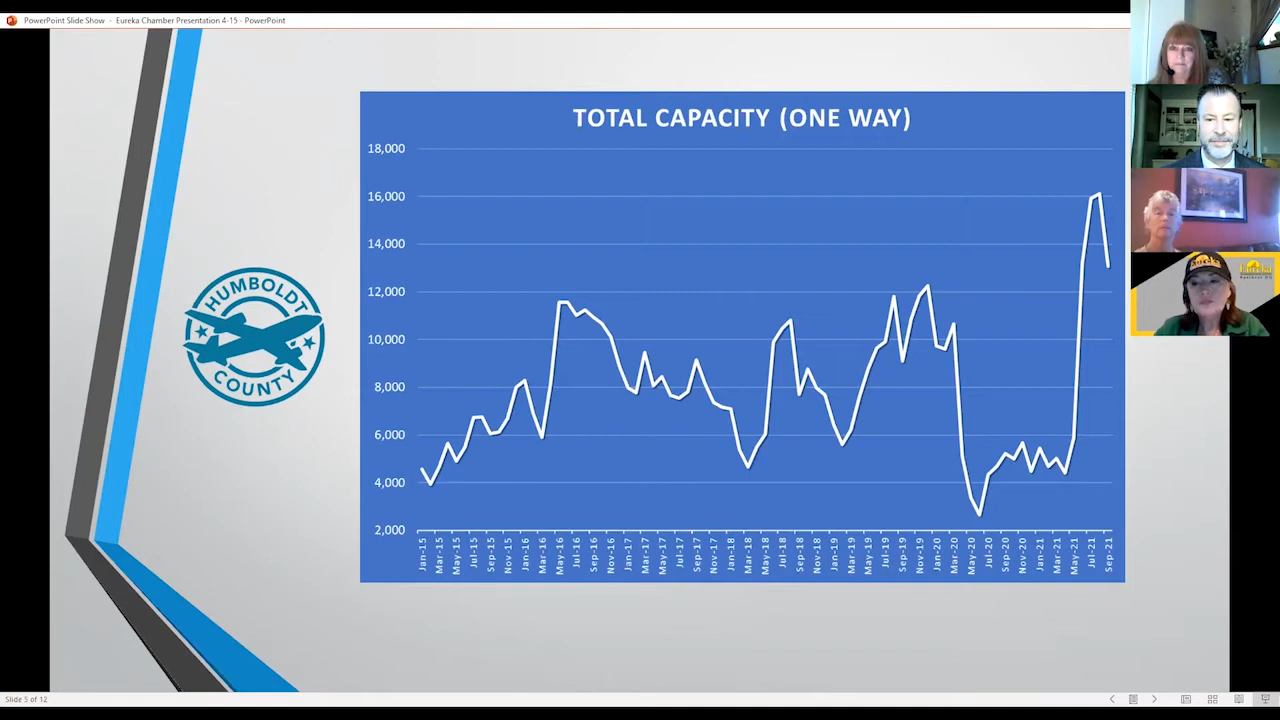 PowerPoint Slide Show - Eureka Chamber Presentation 4-15 - PowerPoint
TOTAL CAPACITY (ONE WAY)
18,000
16,000
14,000
12,000
10,000
8,000
6,000
4,000
2,000
Jan-15
Mar-15
May-15
Jul-15
Sep-15
Nov-15
Jan-16
Mar-16
May-16
Jul-16
Sep-16
Nov-16
Jan-17
Mar-17
May-17
Jul-17
Sep-17
Nov-17
Jan-18
Mar-18
May-18
Jul-18
Sep-18
Nov-18
Jan-19
Mar-19
May-19
Jul-19
Sep-19
Nov-19
Jan-20
Mar-20
May-20
Jul-20
Sep-20
Nov-20
Jan-21
Mar-21
May-21
Jul-21
Sep-21
HUMBOLDT
COUNTY
Eureka
Eureka
Slide 5 of 12